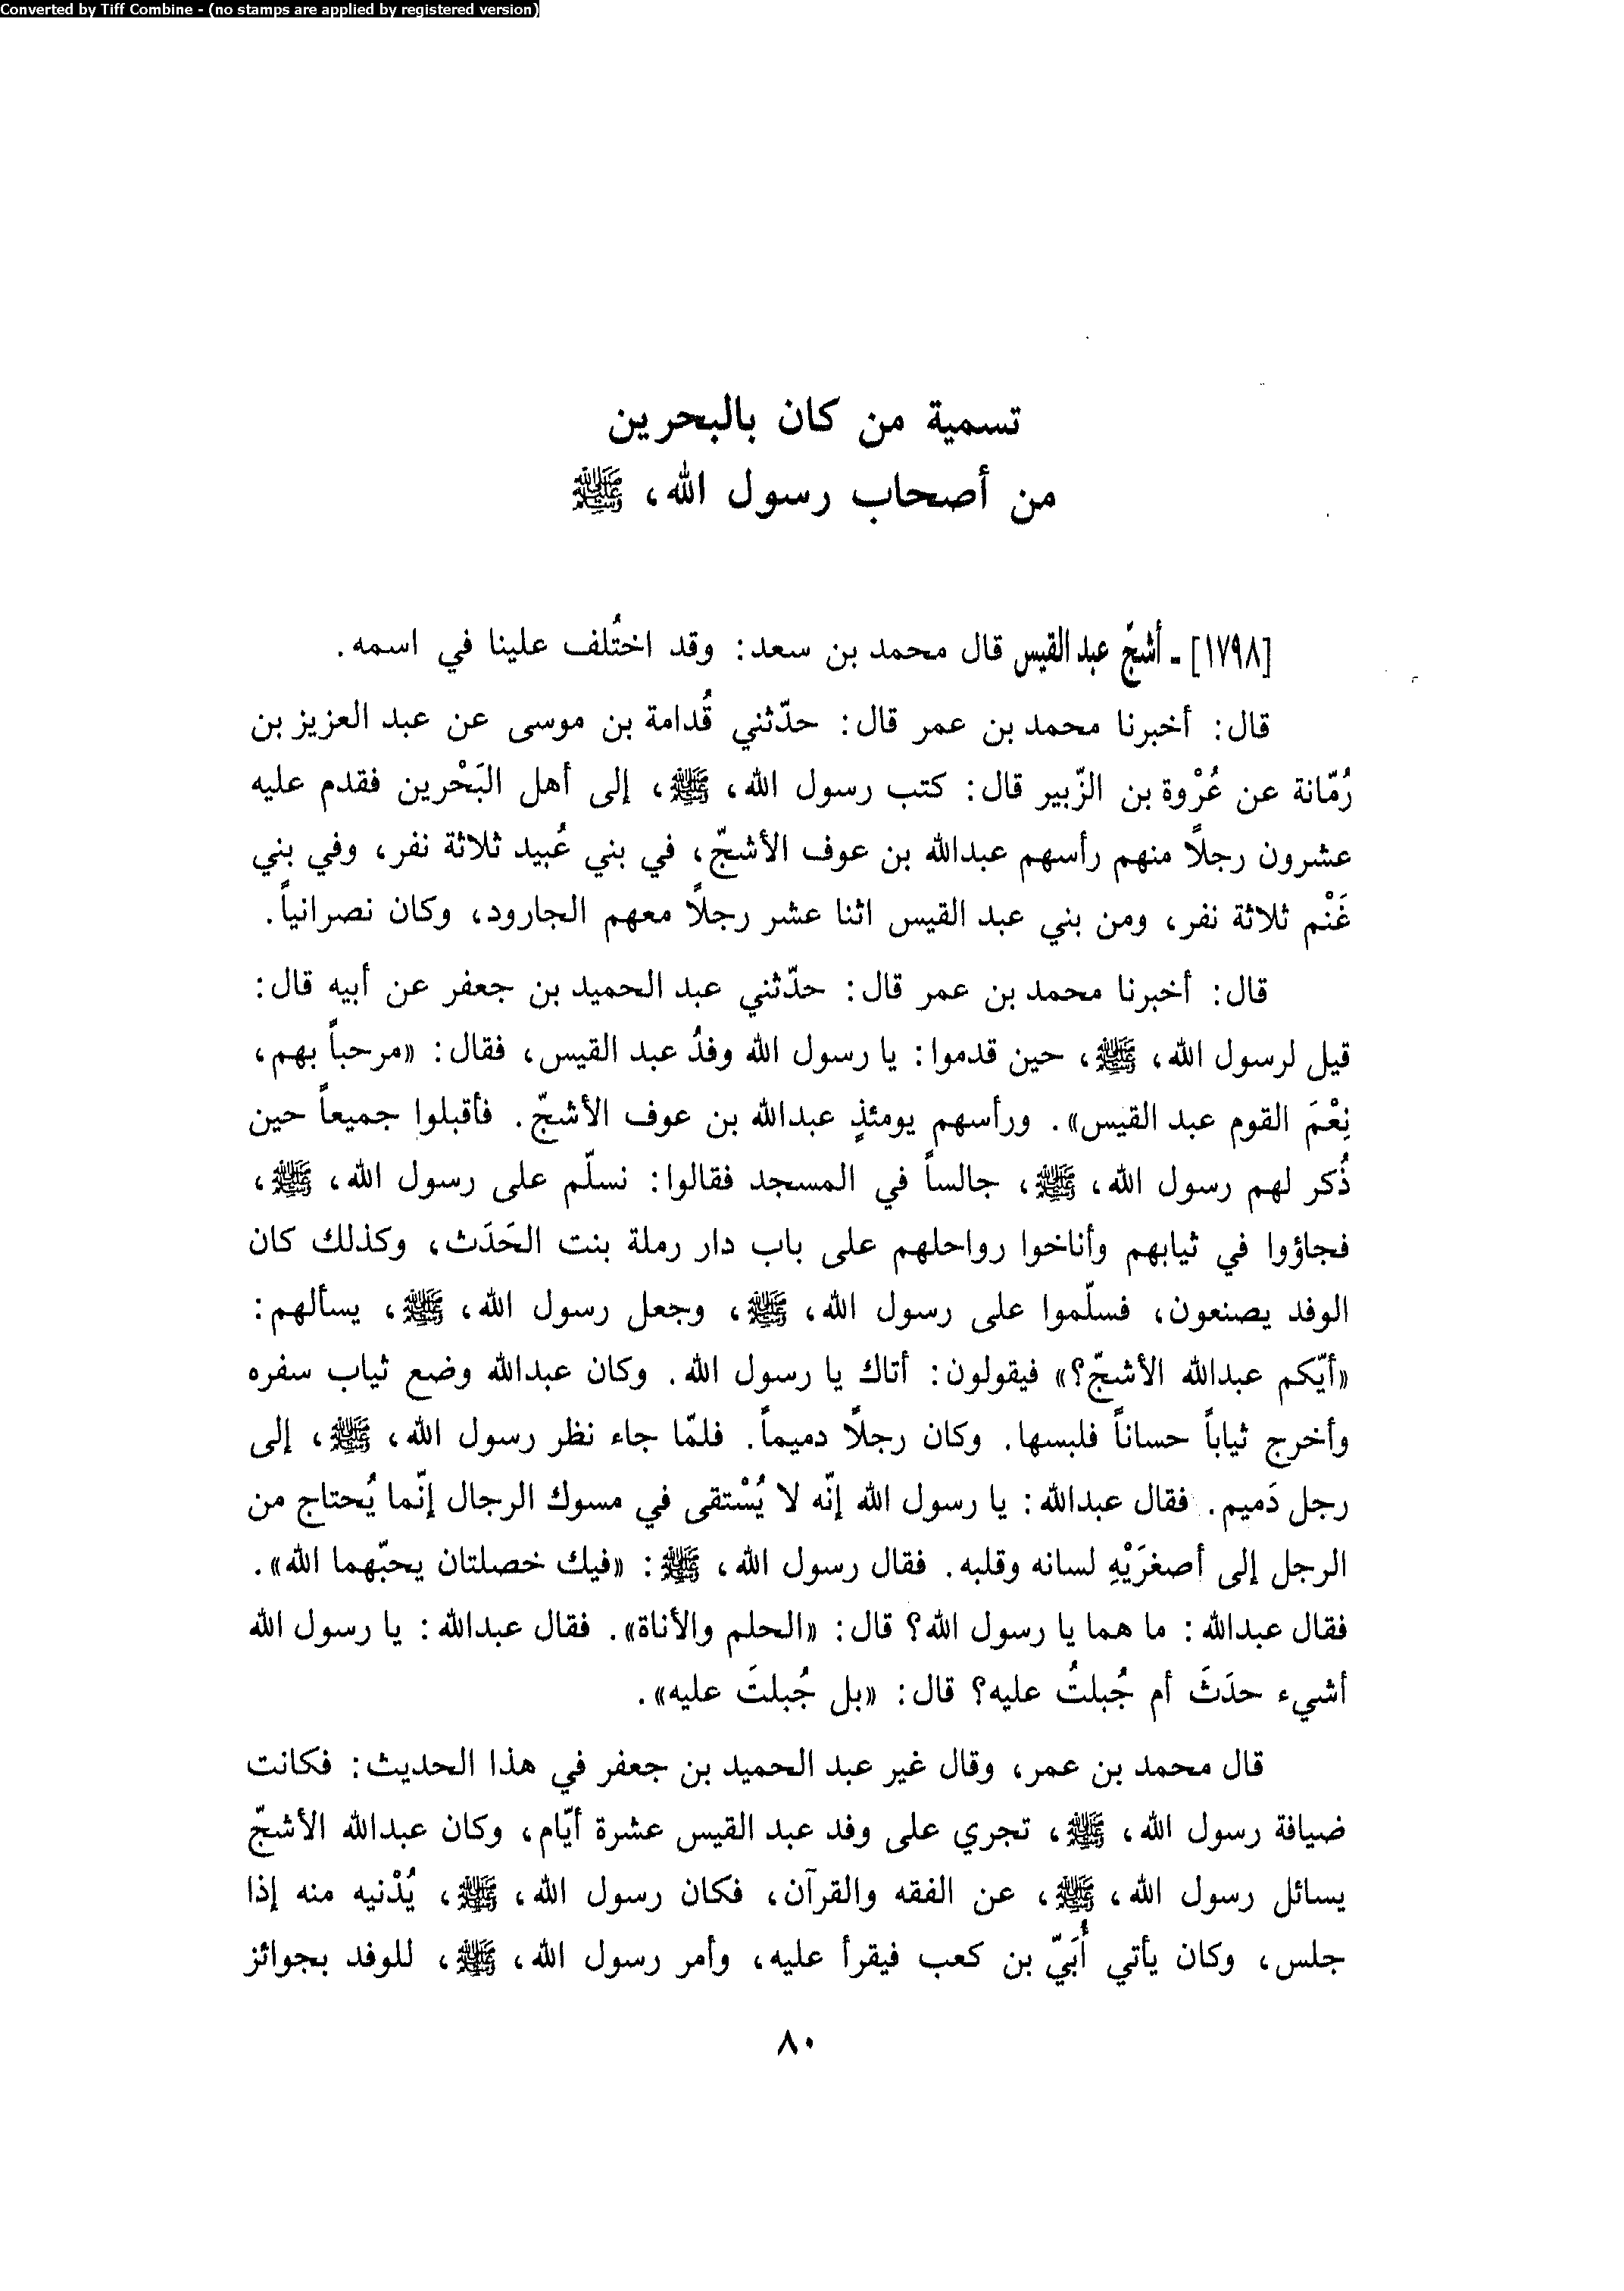 Converted by Tiff Combine - (no stamps are applied by registered version)
تسمية من كان بالبحرين
من أصحاب رسول الله، ﷺ
[١٧٩٨] ـ أشجّ عبد القيس قال محمد بن سعد: وقد اختُلف علينا في اسمه.
قال: أخبرنا محمد بن عمر قال: حدّثني قُدامة بن موسى عن عبد العزيز بن
رُمّانة عن عُرْوة بن الزّبير قال: كتب رسول الله، ﷺ، إلى أهل البَحْرين فقدم عليه
عشرون رجلاً منهم رأسهم عبدالله بن عوف الأشجّ، في بني عُبيد ثلاثة نفر، وفي بني
غَنْم ثلاثة نفر، ومن بني عبد القيس اثنا عشر رجلاً معهم الجارود، وكان نصرانياً.
قال: أخبرنا محمد بن عمر قال: حدّثني عبد الحميد بن جعفر عن أبيه قال:
قيل لرسول الله، ﷺ، حين قدموا: يا رسول الله وفدُ عبد القيس، فقال: «مرحباً بهم،
نِعْمَ القوم عبد القيس». ورأسهم يومئذٍ عبدالله بن عوف الأشجّ. فأقبلوا جميعاً حين
ذُكر لهم رسول الله، ﷺ، جالساً في المسجد فقالوا: نسلّم على رسول الله، ﷺ،
فجاؤوا في ثيابهم وأناخوا رواحلهم على باب دار رملة بنت الحَدَث، وكذلك كان
الوفد يصنعون، فسلّموا على رسول الله، ﷺ، وجعل رسول الله، ﷺ، يسألهم:
«أيّكم عبدالله الأشجّ؟» فيقولون: أتاك يا رسول الله. وكان عبدالله وضع ثياب سفره
وأخرج ثياباً حساناً فلبسها. وكان رجلاً دميماً. فلمّا جاء نظر رسول الله، ﷺ، إلى
رجل دَميم. فقال عبدالله: يا رسول الله إنّه لا يُسْتقى في مسوك الرجال إنّما يُحتاج من
الرجل إلى أصغرَيْهِ لسانه وقلبه. فقال رسول الله، ﷺ: «فيك خصلتان يحبّهما الله».
فقال عبدالله: ما هما يا رسول الله؟ قال: «الحلم والأناة». فقال عبدالله: يا رسول الله
أشيء حدَثَ أم جُبلتُ عليه؟ قال: «بل جُبلتَ عليه».
قال محمد بن عمر، وقال غير عبد الحميد بن جعفر في هذا الحديث: فكانت
ضيافة رسول الله، ﷺ، تجري على وفد عبد القيس عشرة أيّام، وكان عبدالله الأشجّ
يسائل رسول الله، ﷺ، عن الفقه والقرآن، فكان رسول الله، ﷺ، يُدْنيه منه إذا
جلس، وكان يأتي أُبَيّ بن كعب فيقرأ عليه، وأمر رسول الله، ﷺ، للوفد بجوائز
٨٠